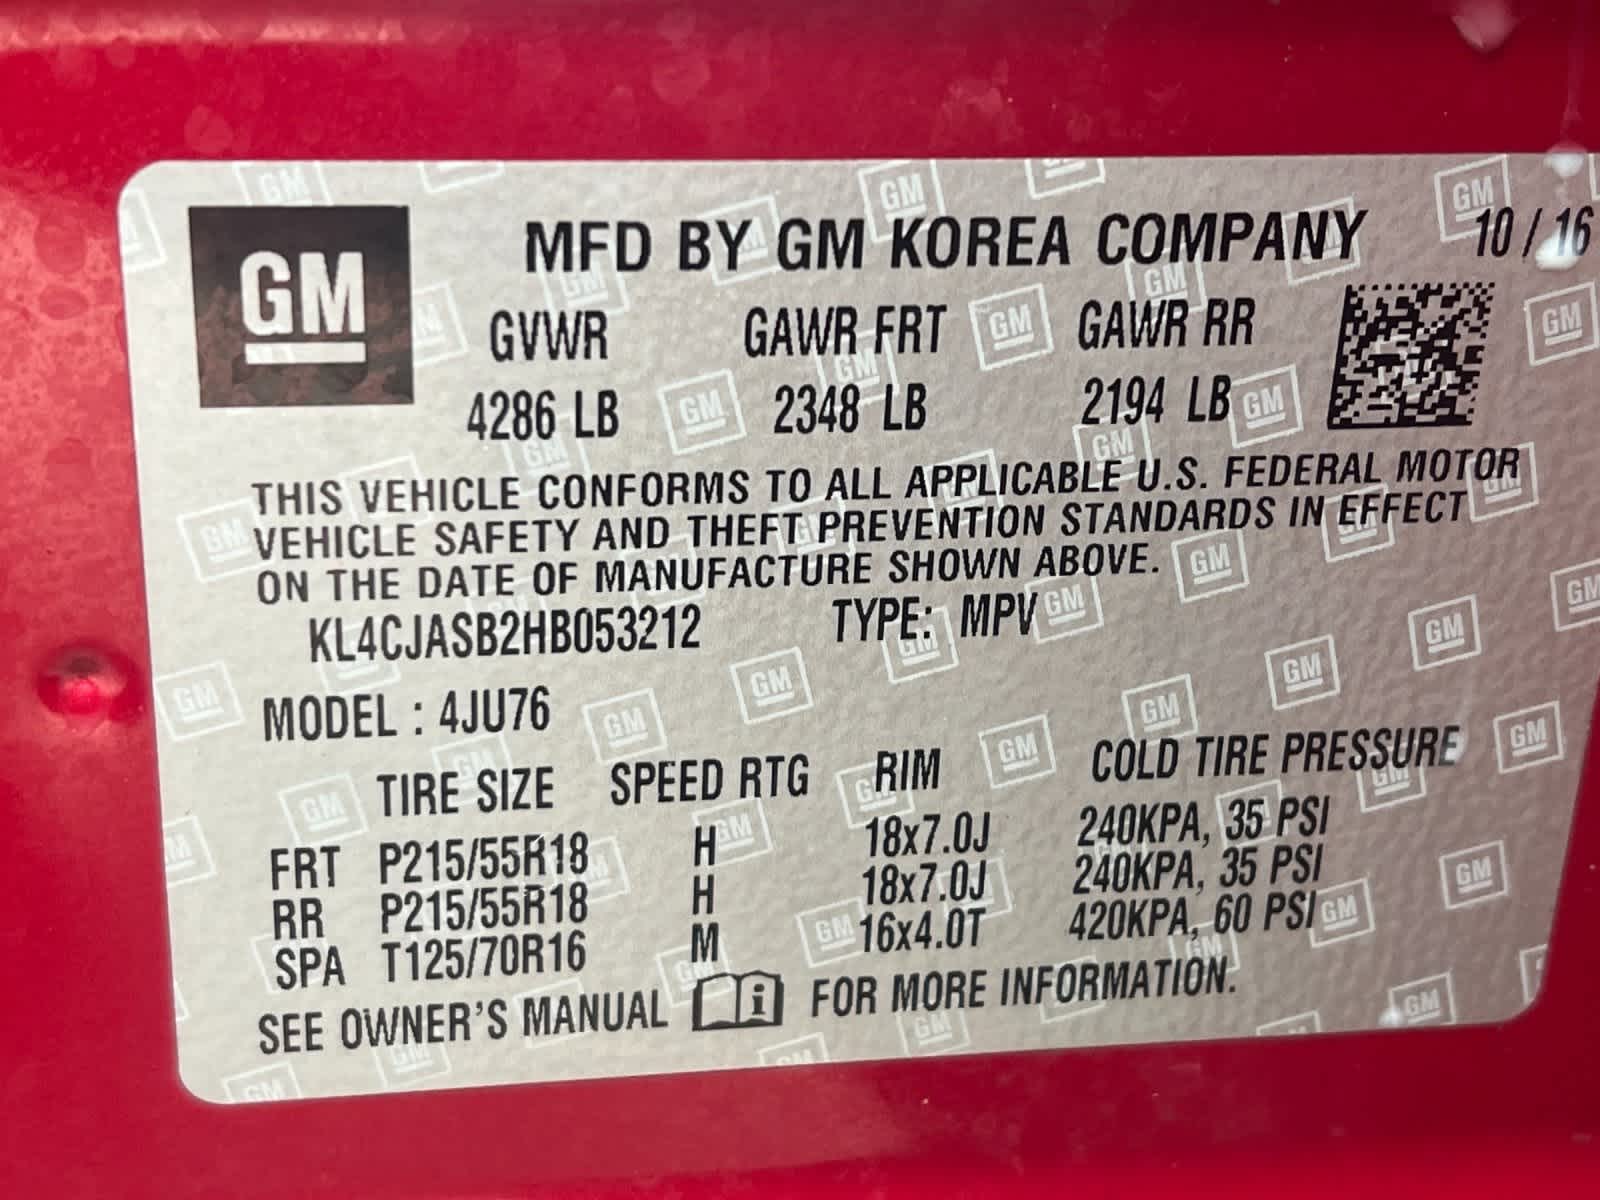 GM
MFD BY GM KOREA COMPANY 10 / 16
GVWR GAWR FRT GAWR RR
4286 LB 2348 LB 2194 LB
THIS VEHICLE CONFORMS TO ALL APPLICABLE U.S. FEDERAL MOTOR
VEHICLE SAFETY AND THEFT PREVENTION STANDARDS IN EFFECT
ON THE DATE OF MANUFACTURE SHOWN ABOVE.
KL4CJASB2HB053212 TYPE: MPV
MODEL : 4JU76
TIRE SIZE SPEED RTG RIM COLD TIRE PRESSURE
FRT P215/55R18 H 18x7.0J 240KPA, 35 PSI
RR P215/55R18 H 18x7.0J 240KPA, 35 PSI
SPA T125/70R16 M 16x4.0T 420KPA, 60 PSI
SEE OWNER'S MANUAL i FOR MORE INFORMATION.